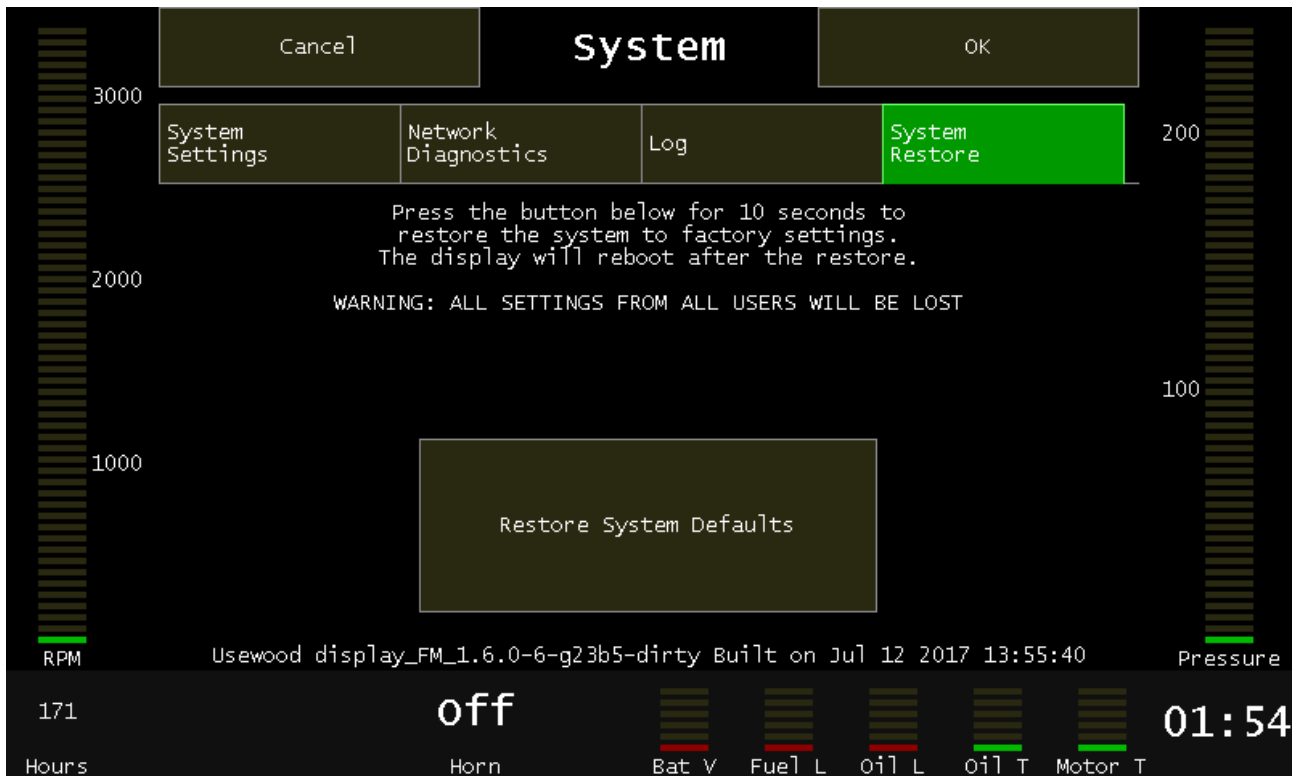 Cancel
System
OK
3000
2000
1000
RPM
System
Settings
Network
Diagnostics
Log
System
Restore
200
100
Pressure
Press the button below for 10 seconds to
restore the system to factory settings.
The display will reboot after the restore.
WARNING: ALL SETTINGS FROM ALL USERS WILL BE LOST
Restore System Defaults
Usewood display_FM_1.6.0-6-g23b5-dirty Built on Jul 12 2017 13:55:40
171
Hours
Off
Horn
Bat V
Fuel L
Oil L
Oil T
Motor T
01:54